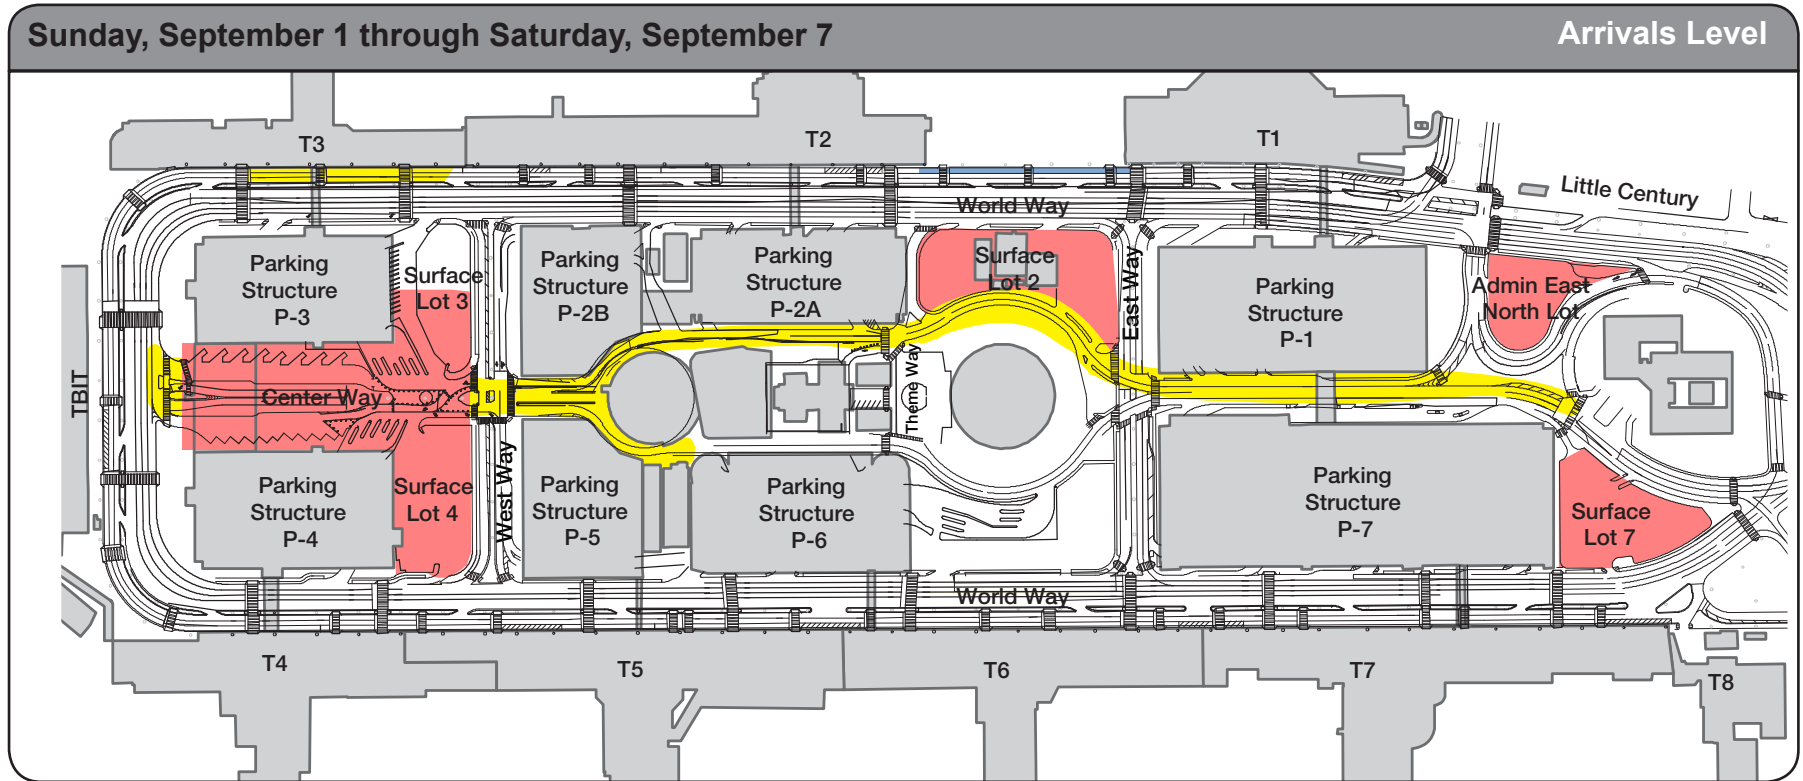 Sunday, September 1 through Saturday, September 7
Arrivals Level
T3
T2
T1
Little Century
World Way
Parking
Structure
P-3
Surface
Lot 3
Parking
Structure
P-2B
Parking
Structure
P-2A
Surface
Lot 2
East Way
Parking
Structure
P-1
Admin East
North Lot
TBIT
Center Way
Theme Way
Parking
Structure
P-4
Surface
Lot 4
West Way
Parking
Structure
P-5
Parking
Structure
P-6
Parking
Structure
P-7
Surface
Lot 7
World Way
T4
T5
T6
T7
T8